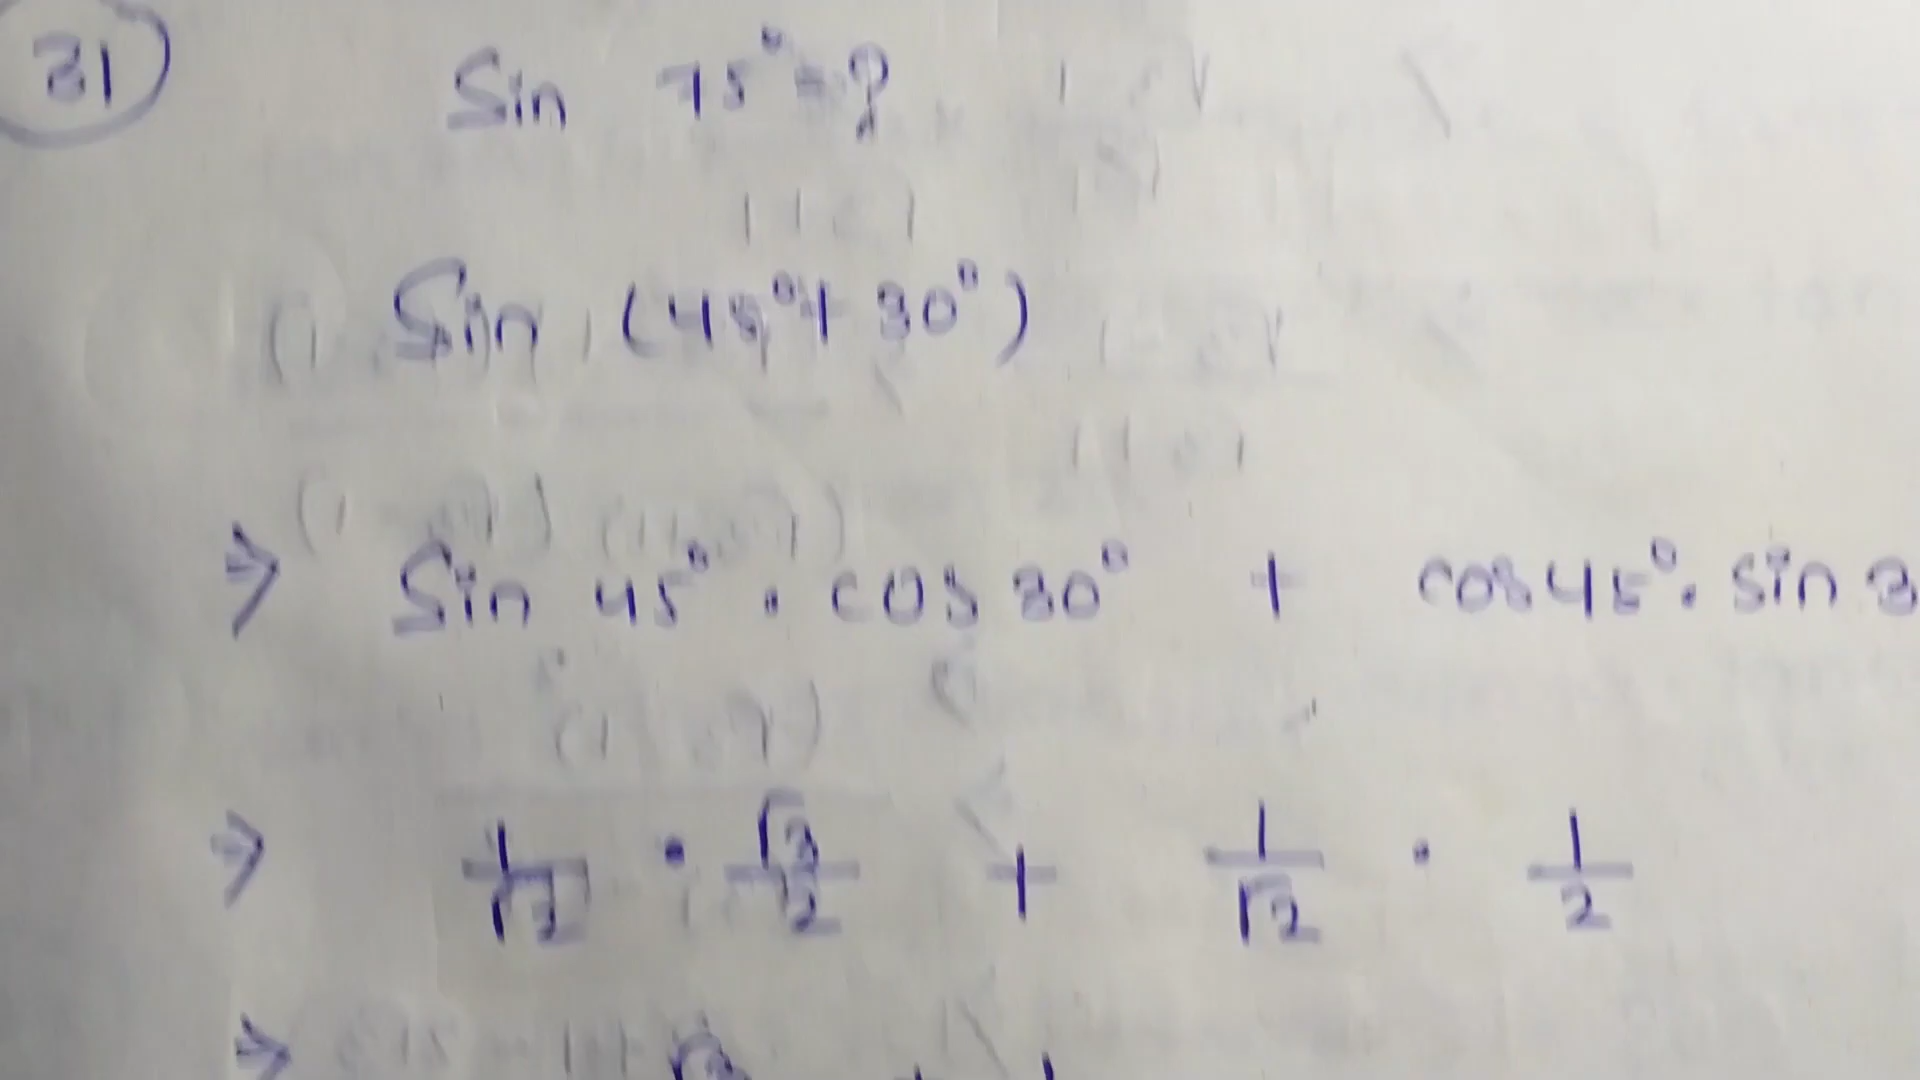 31
Sin 75° = ?
Sin (45° + 30°)
⇒ Sin 45° . cos 30° + cos 45° . sin 3
⇒ 1/√2 . √3/2 + 1/√2 . 1/2
⇒